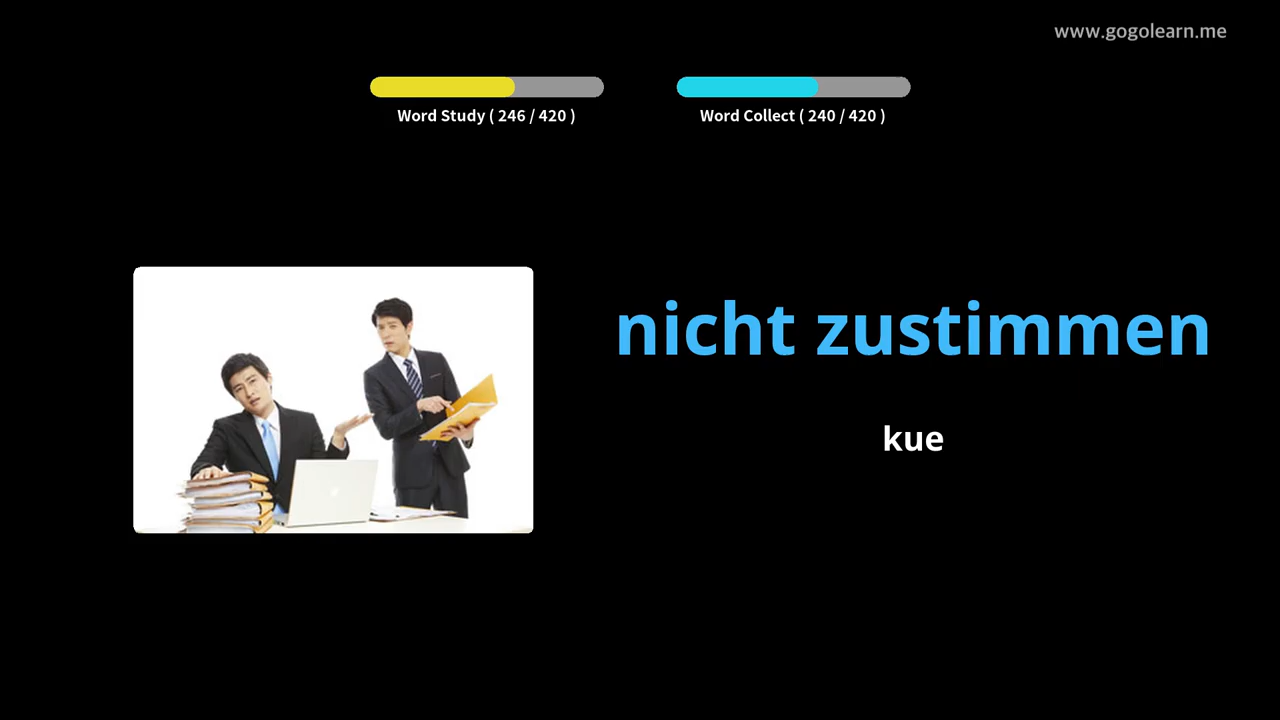 www.gogolearn.me
Word Study ( 246 / 420 )
Word Collect ( 240 / 420 )
nicht zustimmen
kue